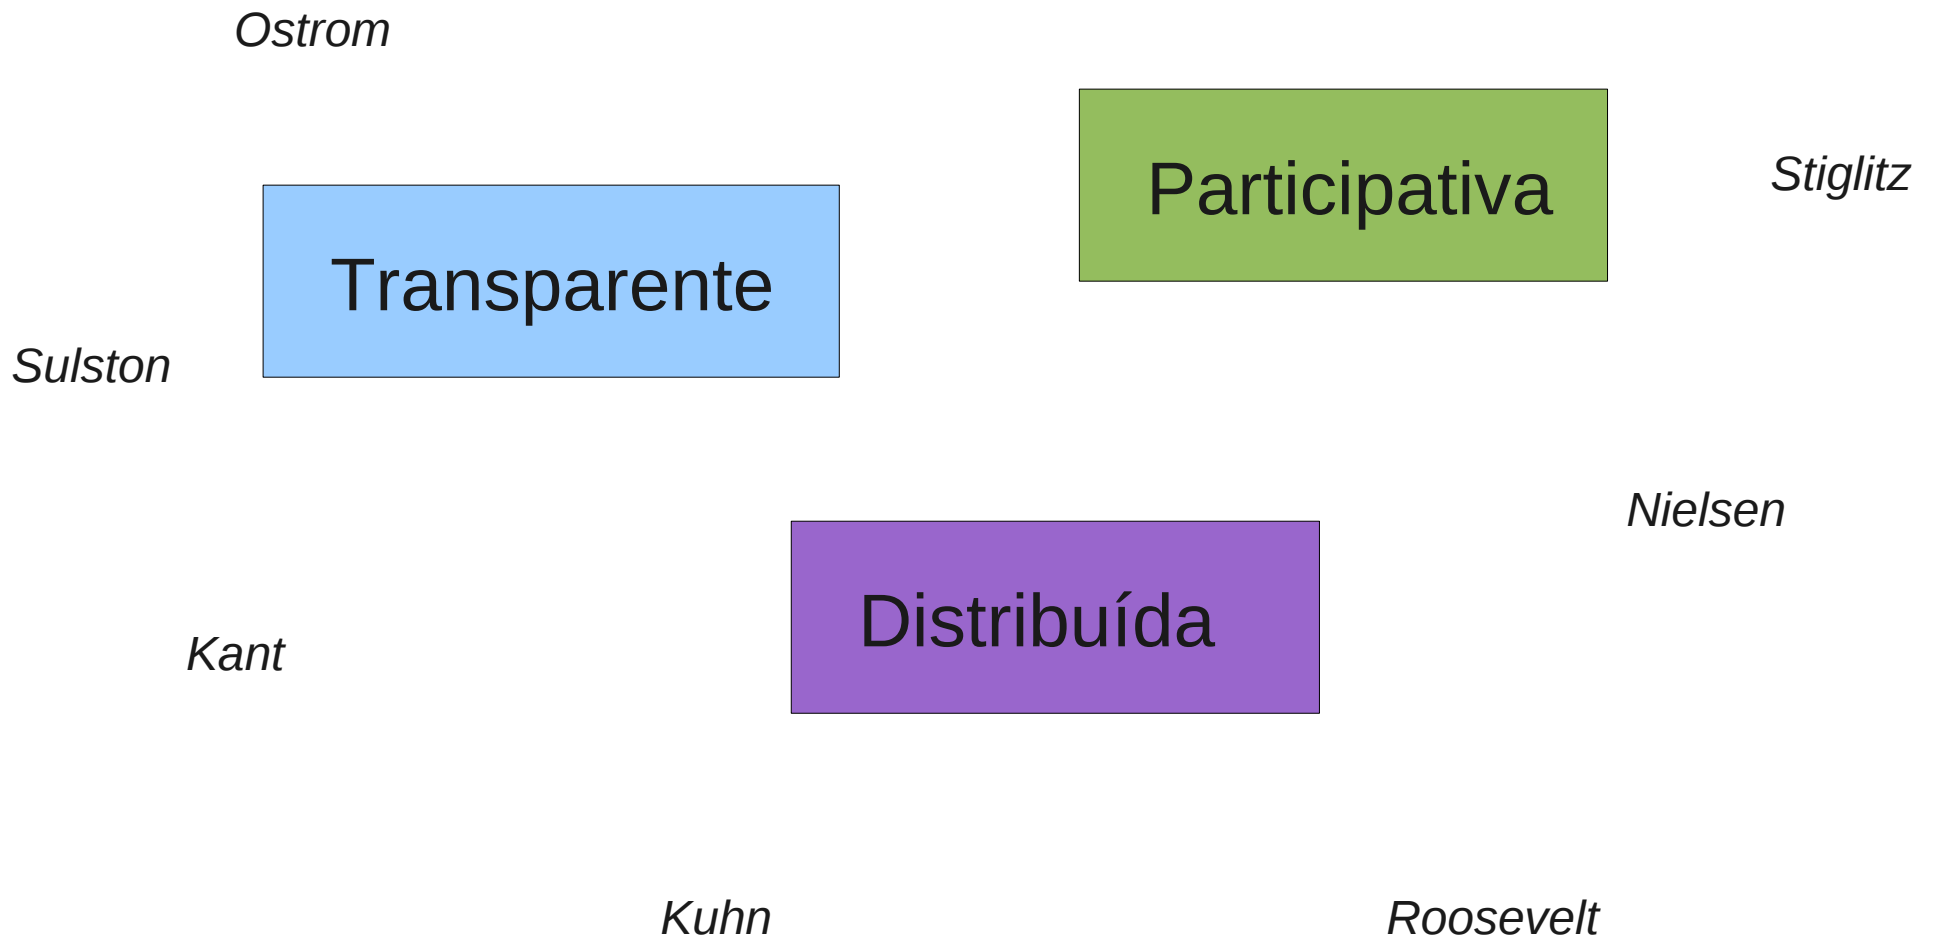 Ostrom
Participativa
Stiglitz
Transparente
Sulston
Nielsen
Distribuída
Kant
Kuhn
Roosevelt